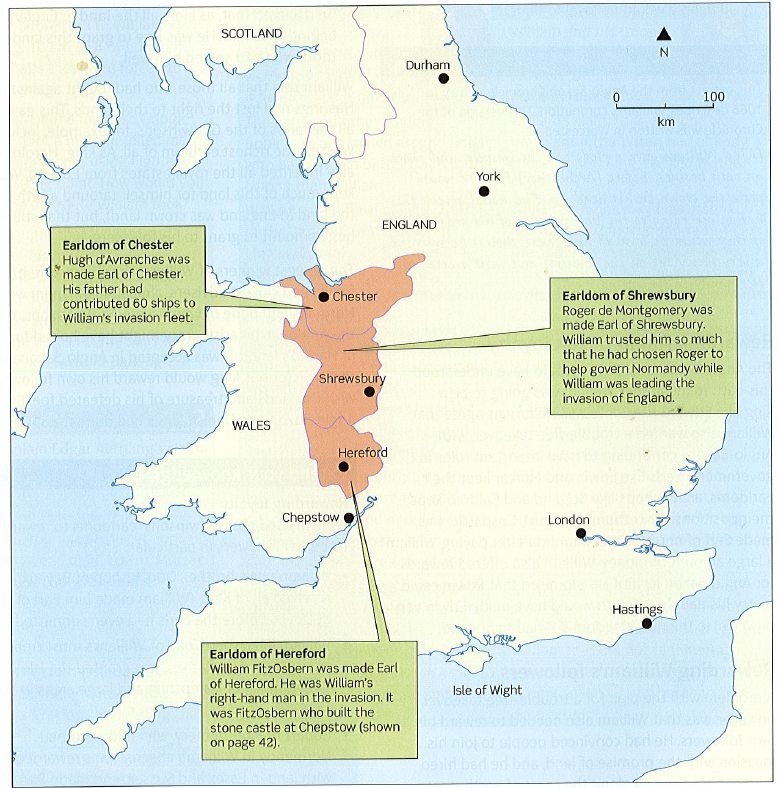 SCOTLAND
N
Durham
0 100
km
York
ENGLAND
Earldom of Chester
Hugh d'Avranches was
made Earl of Chester.
His father had
contributed 60 ships to
William's invasion fleet.
Chester
Earldom of Shrewsbury
Roger de Montgomery was
made Earl of Shrewsbury.
William trusted him so much
that he had chosen Roger to
help govern Normandy while
William was leading the
invasion of England.
Shrewsbury
WALES
Hereford
Chepstow
London
Hastings
Earldom of Hereford
William FitzOsbern was made Earl
of Hereford. He was William's
right-hand man in the invasion. It
was FitzOsbern who built the
stone castle at Chepstow (shown
on page 42).
Isle of Wight